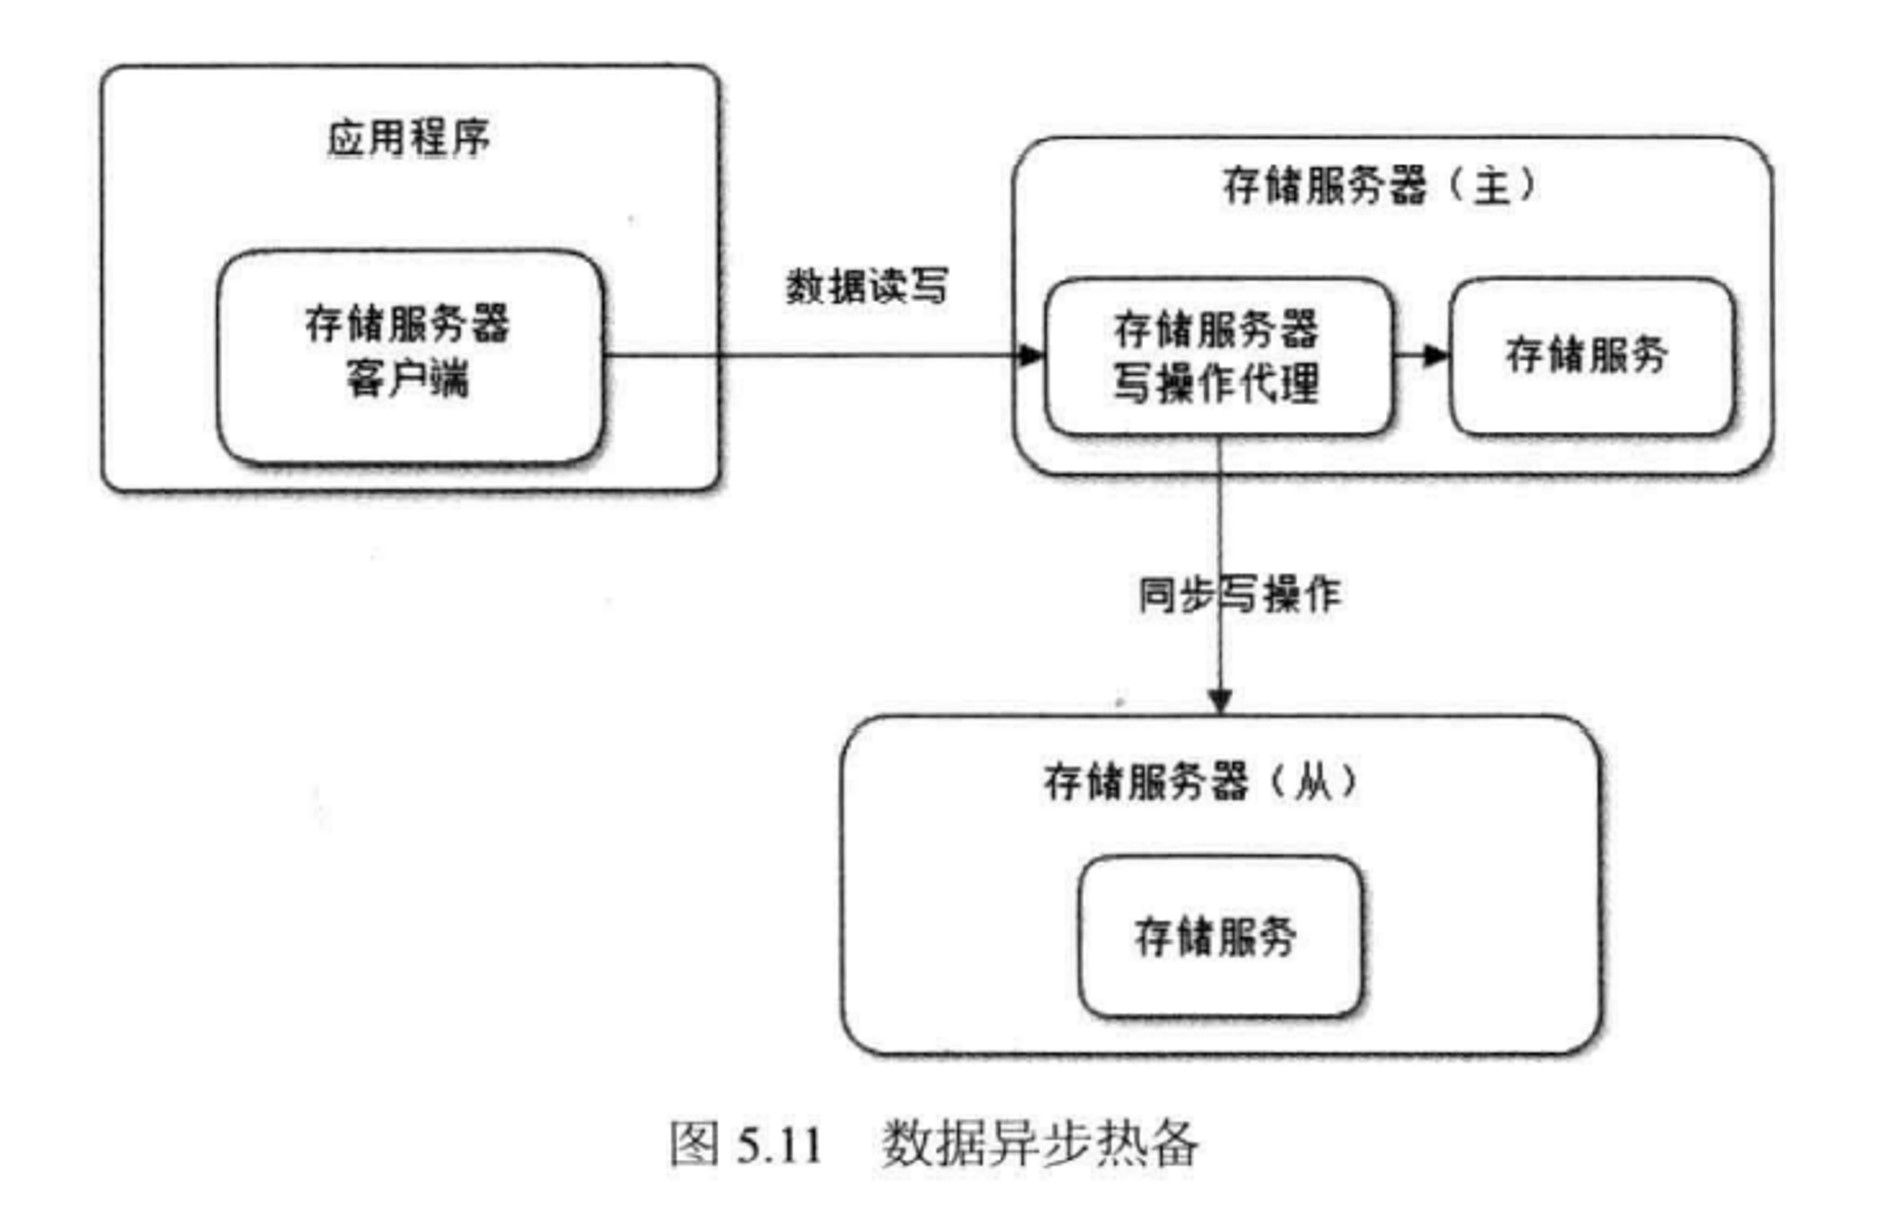 应用程序
存储服务器
客户端
数据读写
存储服务器（主）
存储服务器
写操作代理
存储服务
同步写操作
存储服务器（从）
存储服务
图 5.11 数据异步热备